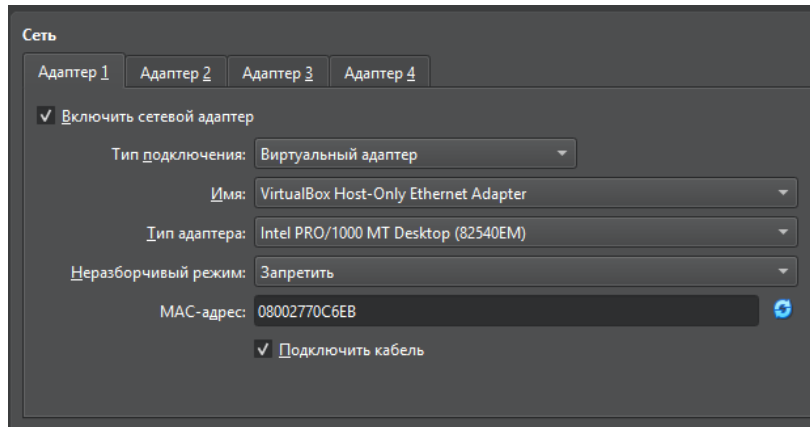 Сеть
Адаптер 1 Адаптер 2 Адаптер 3 Адаптер 4
Включить сетевой адаптер
Тип подключения: Виртуальный адаптер
Имя: VirtualBox Host-Only Ethernet Adapter
Тип адаптера: Intel PRO/1000 MT Desktop (82540EM)
Неразборчивый режим: Запретить
MAC-адрес: 08002770C6EB
Подключить кабель